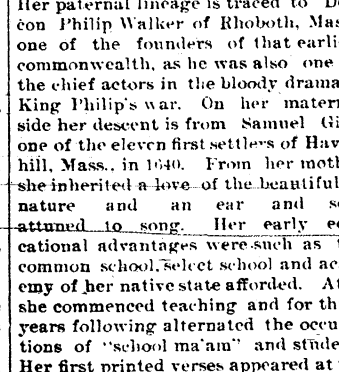 Her paternal lineage is traced to D
con Philip Walker of Rhoboth, Mas
one of the founders of that earli
commonwealth, as he was also one
the chief actors in the bloody drama
King Philip's war. On her mater
side her descent is from Samuel Gi
one of the eleven first settlers of Hav
hill, Mass., in 1640. From her moth
she inherited a love of the beautiful
nature and an ear and s
attuned to song. Her early e
cational advantages were such as
common school, select school and ac
emy of her native state afforded. At
she commenced teaching and for th
years following alternated the occu
tions of "school ma'am" and stude
Her first printed verses appeared at